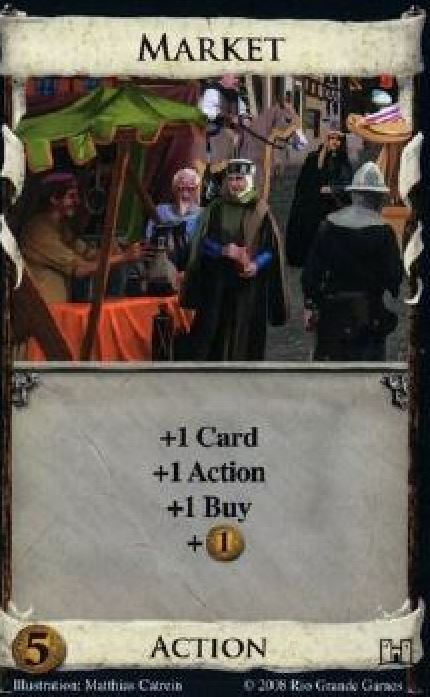 MARKET
+1 Card
+1 Action
+1 Buy
+1
5
ACTION
Illustration: Matthias Catrein
© 2008 Rio Grande Games